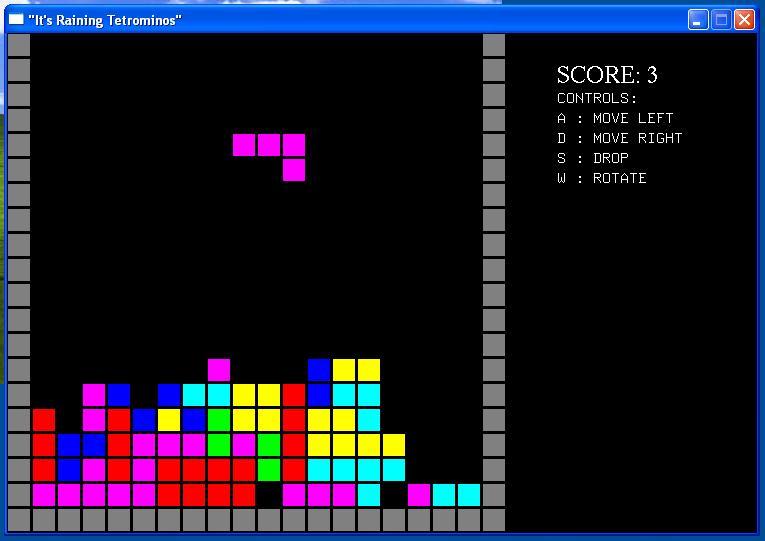 "It's Raining Tetrominos"
SCORE: 3
CONTROLS:
A : MOVE LEFT
D : MOVE RIGHT
S : DROP
W : ROTATE